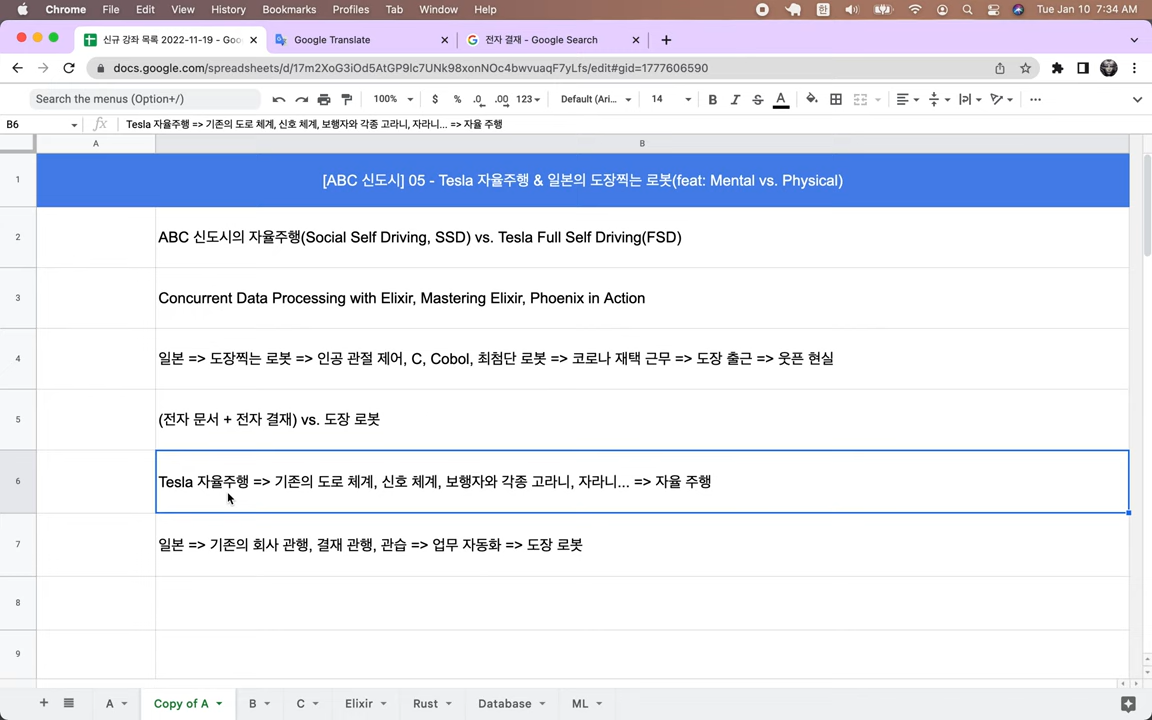 Chrome File Edit View History Bookmarks Profiles Tab Window Help 한 Tue Jan 10 7:34 AM
신규 강좌 목록 2022-11-19 - Goo Google Translate 전자 결재 - Google Search
docs.google.com/spreadsheets/d/17m2XoG3iOd5AtGP9lc7UNk98xonNOc4bwvuaqF7yLfs/edit#gid=1777606590
Search the menus (Option+/) 100% $ % .0 .00 123 Default (Ari... 14 B I S A
B6 fx Tesla 자율주행 => 기존의 도로 체계, 신호 체계, 보행자와 각종 고라니, 자라니... => 자율 주행
A B
1 [ABC 신도시] 05 - Tesla 자율주행 & 일본의 도장찍는 로봇(feat: Mental vs. Physical)
2 ABC 신도시의 자율주행(Social Self Driving, SSD) vs. Tesla Full Self Driving(FSD)
3 Concurrent Data Processing with Elixir, Mastering Elixir, Phoenix in Action
4 일본 => 도장찍는 로봇 => 인공 관절 제어, C, Cobol, 최첨단 로봇 => 코로나 재택 근무 => 도장 출근 => 웃픈 현실
5 (전자 문서 + 전자 결재) vs. 도장 로봇
6 Tesla 자율주행 => 기존의 도로 체계, 신호 체계, 보행자와 각종 고라니, 자라니... => 자율 주행
7 일본 => 기존의 회사 관행, 결재 관행, 관습 => 업무 자동화 => 도장 로봇
8
9
A Copy of A B C Elixir Rust Database ML